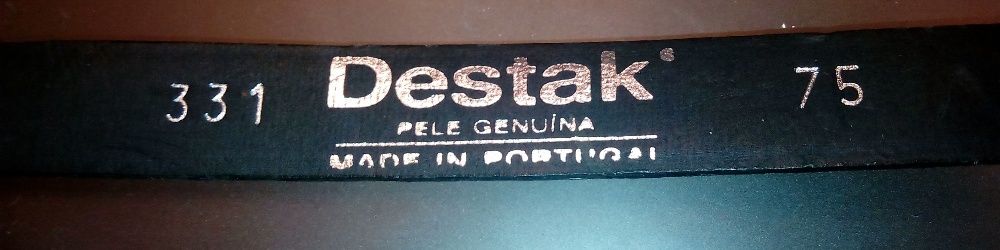 331 Destak s 75
PELE GENUÍNA
MADE IN PORTUGAL